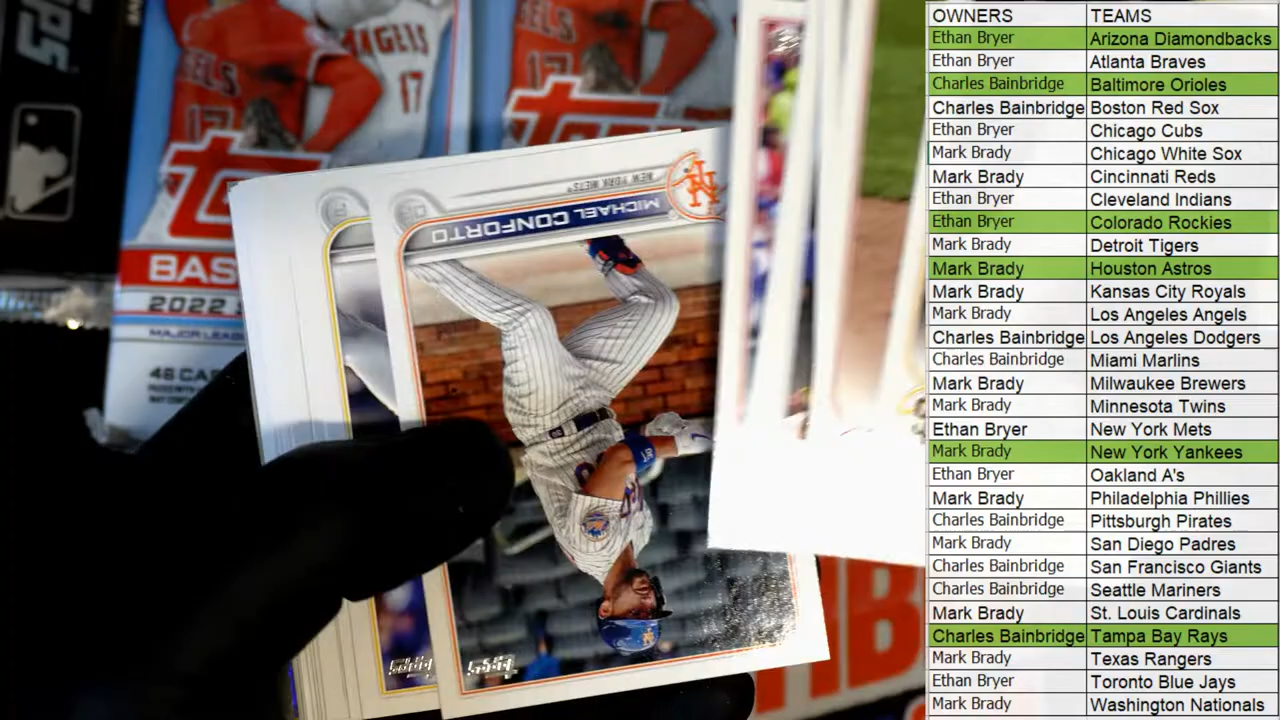 OWNERS TEAMS
Ethan Bryer Arizona Diamondbacks
Ethan Bryer Atlanta Braves
Charles Bainbridge Baltimore Orioles
Charles Bainbridge Boston Red Sox
Ethan Bryer Chicago Cubs
Mark Brady Chicago White Sox
Mark Brady Cincinnati Reds
Ethan Bryer Cleveland Indians
Ethan Bryer Colorado Rockies
Mark Brady Detroit Tigers
Mark Brady Houston Astros
Mark Brady Kansas City Royals
Mark Brady Los Angeles Angels
Charles Bainbridge Los Angeles Dodgers
Charles Bainbridge Miami Marlins
Mark Brady Milwaukee Brewers
Mark Brady Minnesota Twins
Ethan Bryer New York Mets
Mark Brady New York Yankees
Ethan Bryer Oakland A's
Mark Brady Philadelphia Phillies
Charles Bainbridge Pittsburgh Pirates
Mark Brady San Diego Padres
Charles Bainbridge San Francisco Giants
Charles Bainbridge Seattle Mariners
Mark Brady St. Louis Cardinals
Charles Bainbridge Tampa Bay Rays
Mark Brady Texas Rangers
Ethan Bryer Toronto Blue Jays
Mark Brady Washington Nationals
ANGELS
17
17
17
BAS
2022
46 CA
NEW YORK METS
MICHAEL CONFORTO